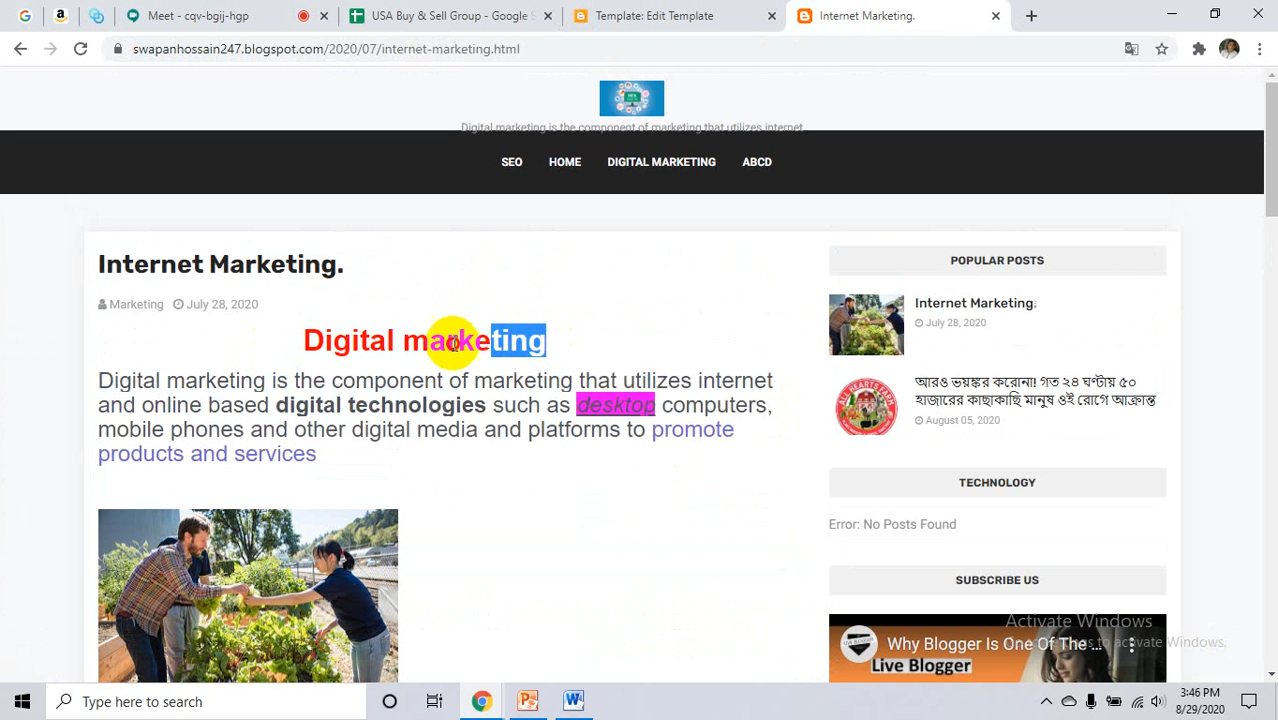 Meet - cqv-bgij-hgp
USA Buy & Sell Group - Google S
Template: Edit Template
Internet Marketing.
swapanhossain247.blogspot.com/2020/07/internet-marketing.html
Digital marketing is the component of marketing that utilizes internet
SEO HOME DIGITAL MARKETING ABCD
Internet Marketing.
Marketing July 28, 2020
Digital marketing
Digital marketing is the component of marketing that utilizes internet
and online based digital technologies such as desktop computers,
mobile phones and other digital media and platforms to promote
products and services
POPULAR POSTS
Internet Marketing.
July 28, 2020
ALL HEARTS FARM
আরও ভয়ঙ্কর করোনা! গত ২৪ ঘণ্টায় ৫০
হাজারের কাছাকাছি মানুষ ওই রোগে আক্রান্ত
August 05, 2020
TECHNOLOGY
Error: No Posts Found
SUBSCRIBE US
Why Blogger Is One Of The ...
Live Blogger
Activate Windows
to activate Windows.
Type here to search
3:46 PM
8/29/2020